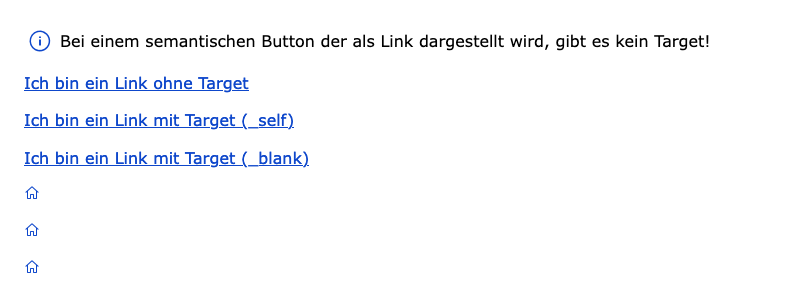 Bei einem semantischen Button der als Link dargestellt wird, gibt es kein Target!
Ich bin ein Link ohne Target
Ich bin ein Link mit Target (_self)
Ich bin ein Link mit Target (_blank)